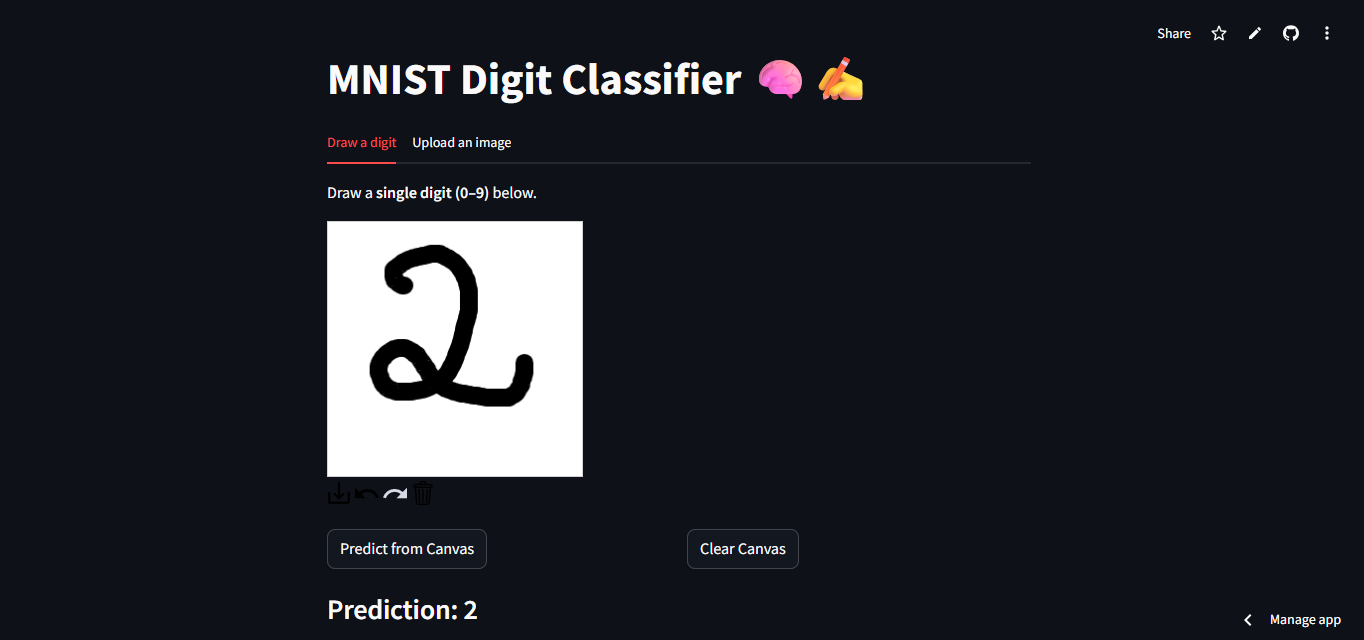 Share
MNIST Digit Classifier 🧠 ✍
Draw a digit Upload an image
Draw a single digit (0–9) below.
2
Predict from Canvas Clear Canvas
Prediction: 2
Manage app